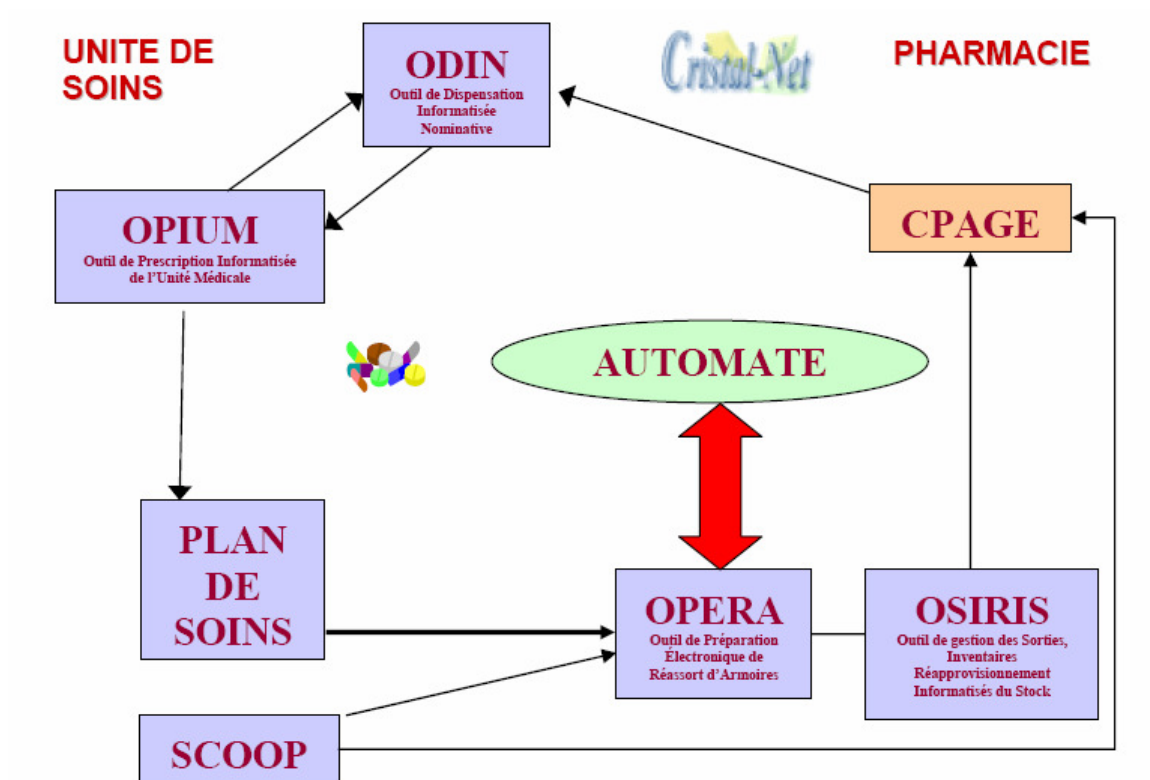 UNITE DE
SOINS
ODIN
Outil de Dispensation
Informatisée
Nominative
Cristal-Net
PHARMACIE
OPIUM
Outil de Prescription Informatisée
de l'Unité Médicale
CPAGE
AUTOMATE
PLAN
DE
SOINS
OPERA
Outil de Préparation
Électronique de
Réassort d'Armoires
OSIRIS
Outil de gestion des Sorties,
Inventaires
Réapprovisionnement
Informatisés du Stock
SCOOP